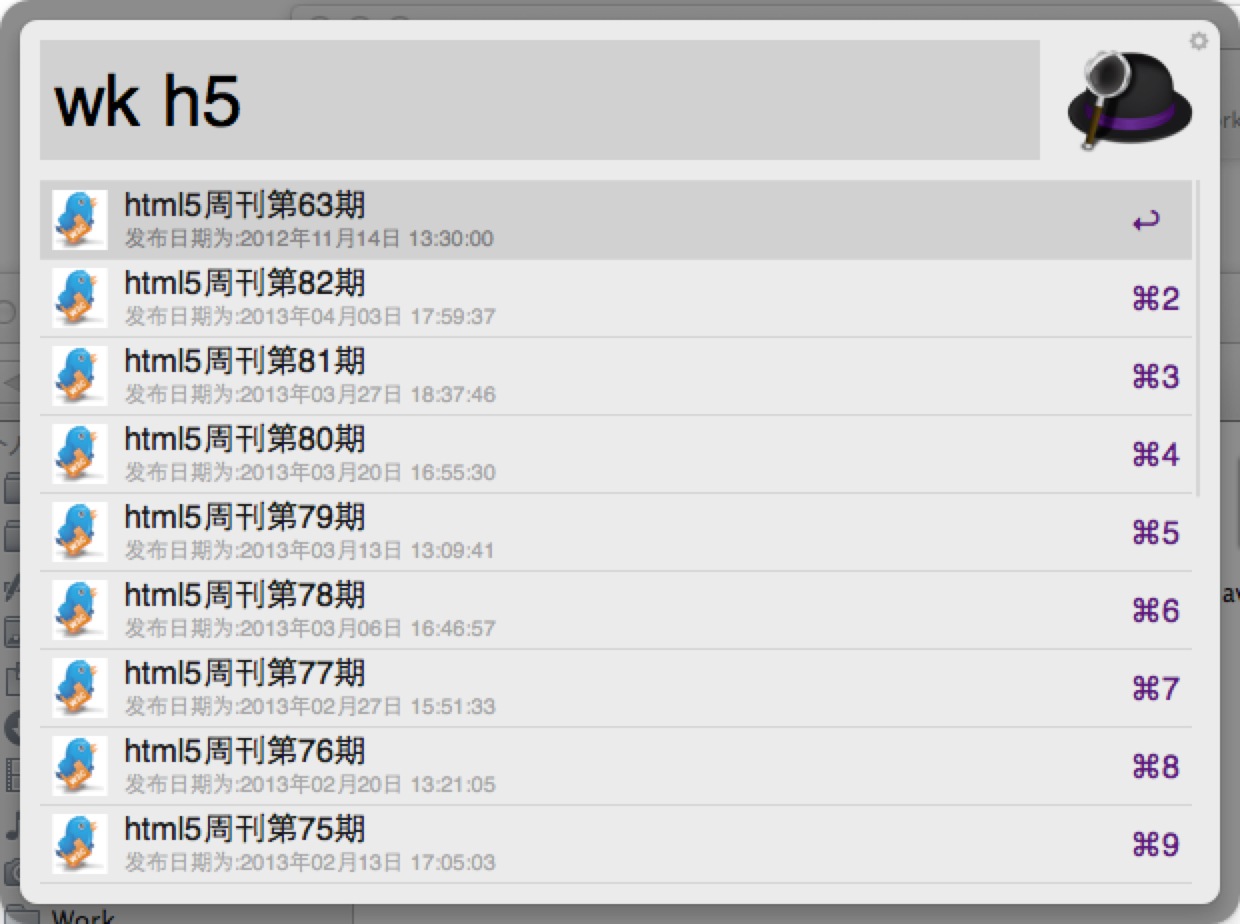 wk h5
html5周刊第63期
发布日期为:2012年11月14日 13:30:00
html5周刊第82期
发布日期为:2013年04月03日 17:59:37
⌘2
html5周刊第81期
发布日期为:2013年03月27日 18:37:46
⌘3
html5周刊第80期
发布日期为:2013年03月20日 16:55:30
⌘4
html5周刊第79期
发布日期为:2013年03月13日 13:09:41
⌘5
html5周刊第78期
发布日期为:2013年03月06日 16:46:57
⌘6
html5周刊第77期
发布日期为:2013年02月27日 15:51:33
⌘7
html5周刊第76期
发布日期为:2013年02月20日 13:21:05
⌘8
html5周刊第75期
发布日期为:2013年02月13日 17:05:03
⌘9
Work